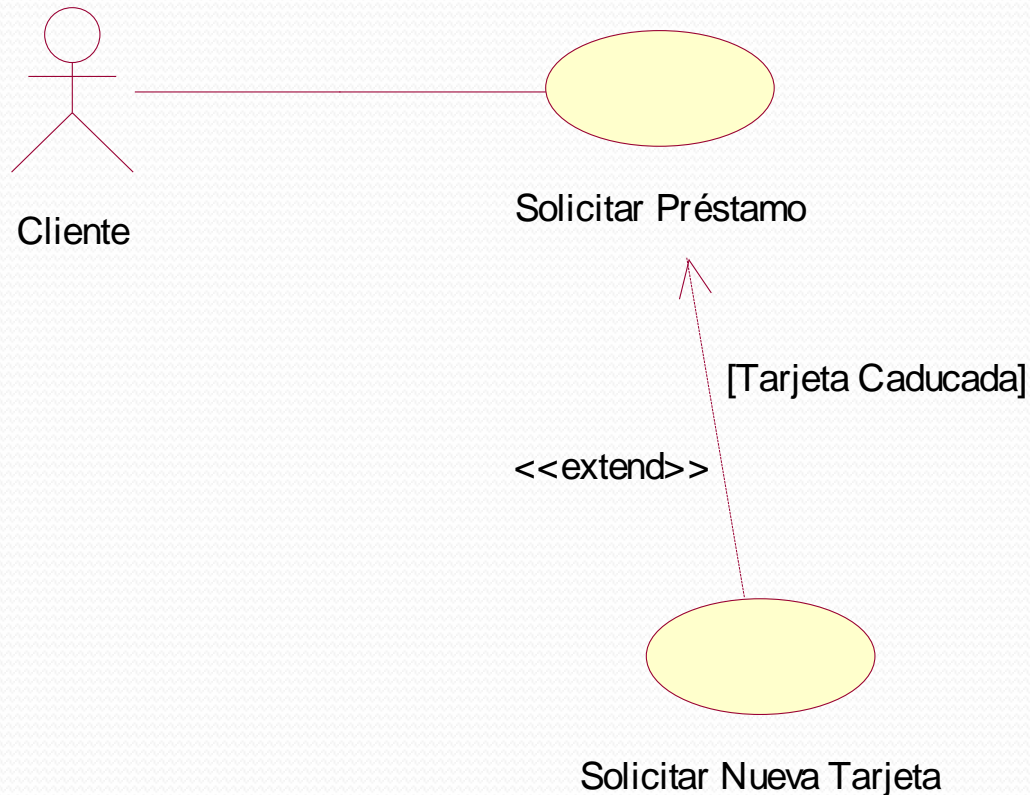 Cliente
Solicitar Préstamo
[Tarjeta Caducada]
<<extend>>
Solicitar Nueva Tarjeta